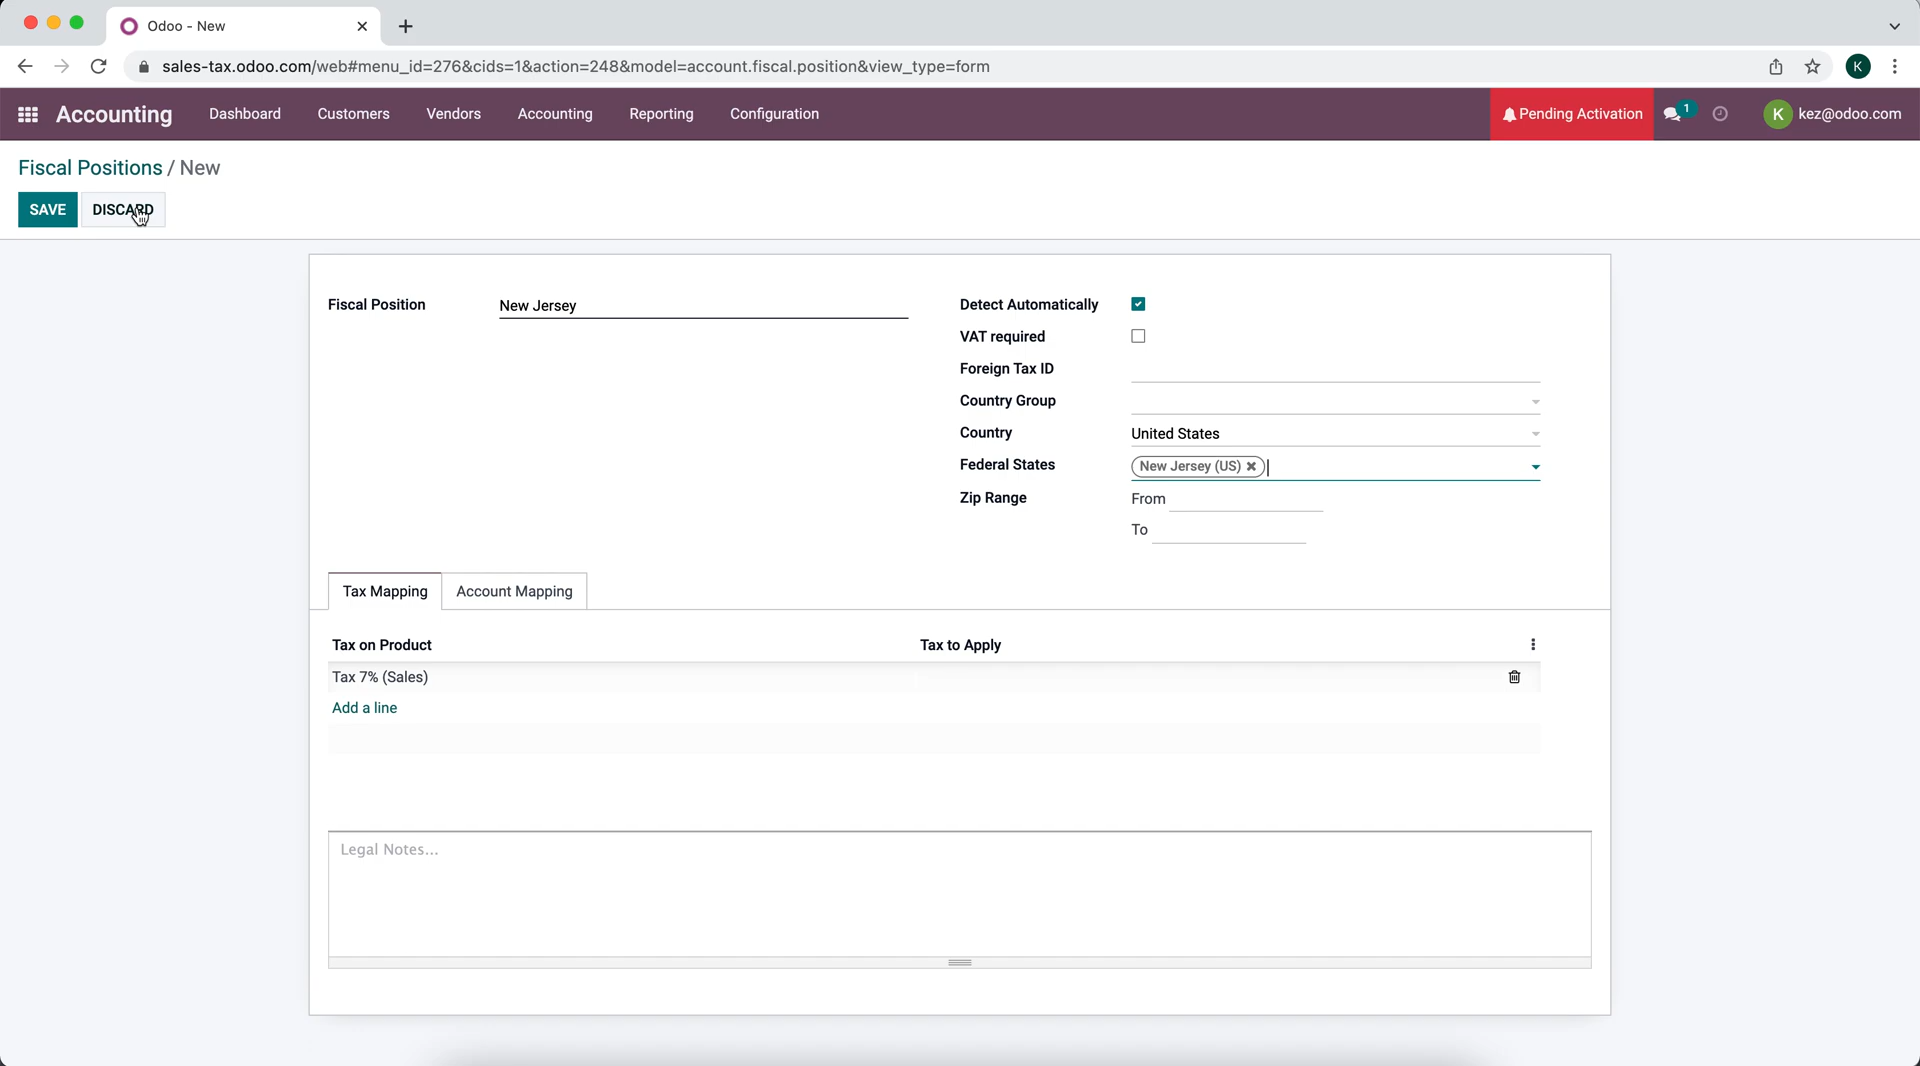 Odoo - New
sales-tax.odoo.com/web#menu_id=276&cids=1&action=248&model=account.fiscal.position&view_type=form
K
Accounting Dashboard Customers Vendors Accounting Reporting Configuration Pending Activation 1 K kez@odoo.com
Fiscal Positions / New
SAVE DISCARD
Fiscal Position New Jersey
Detect Automatically
VAT required
Foreign Tax ID
Country Group
Country United States
Federal States New Jersey (US)
Zip Range From
To
Tax Mapping Account Mapping
Tax on Product Tax to Apply
Tax 7% (Sales)
Add a line
Legal Notes...